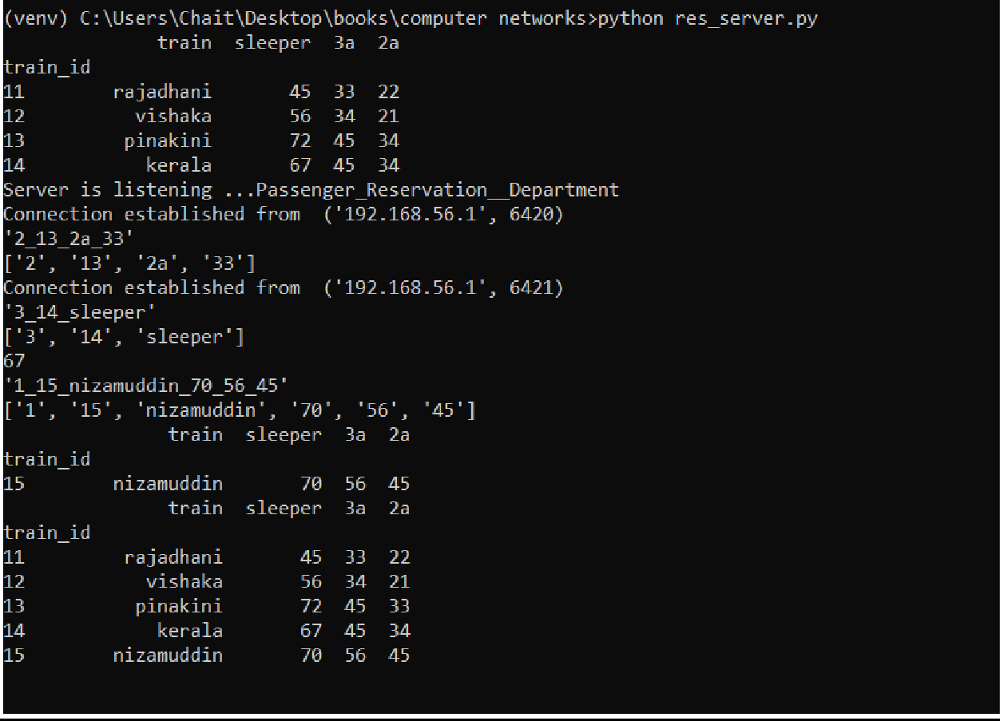 (venv) C:\Users\Chait\Desktop\books\computer networks>python res_server.py
train sleeper 3a 2a
train_id
11 rajadhani 45 33 22
12 vishaka 56 34 21
13 pinakini 72 45 34
14 kerala 67 45 34
Server is listening ...Passenger_Reservation__Department
Connection established from ('192.168.56.1', 6420)
'2_13_2a_33'
['2', '13', '2a', '33']
Connection established from ('192.168.56.1', 6421)
'3_14_sleeper'
['3', '14', 'sleeper']
67
'1_15_nizamuddin_70_56_45'
['1', '15', 'nizamuddin', '70', '56', '45']
train sleeper 3a 2a
train_id
15 nizamuddin 70 56 45
train sleeper 3a 2a
train_id
11 rajadhani 45 33 22
12 vishaka 56 34 21
13 pinakini 72 45 33
14 kerala 67 45 34
15 nizamuddin 70 56 45